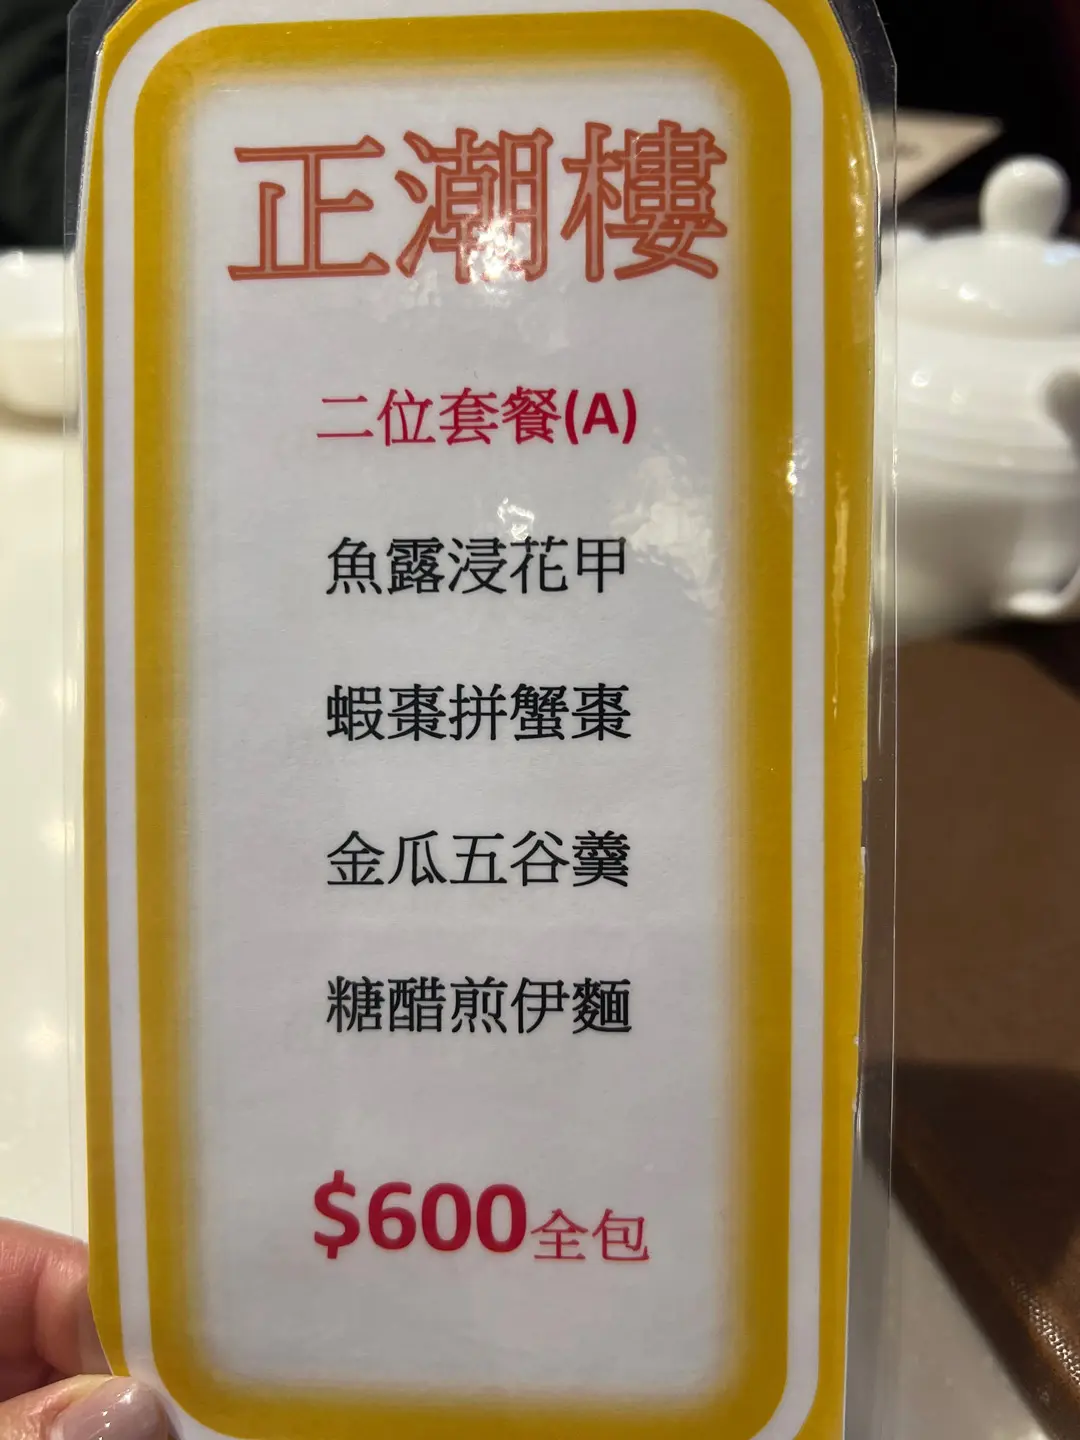 正潮樓
二位套餐(A)
魚露浸花甲
蝦棗拼蟹棗
金瓜五谷羹
糖醋煎伊麵
$600全包